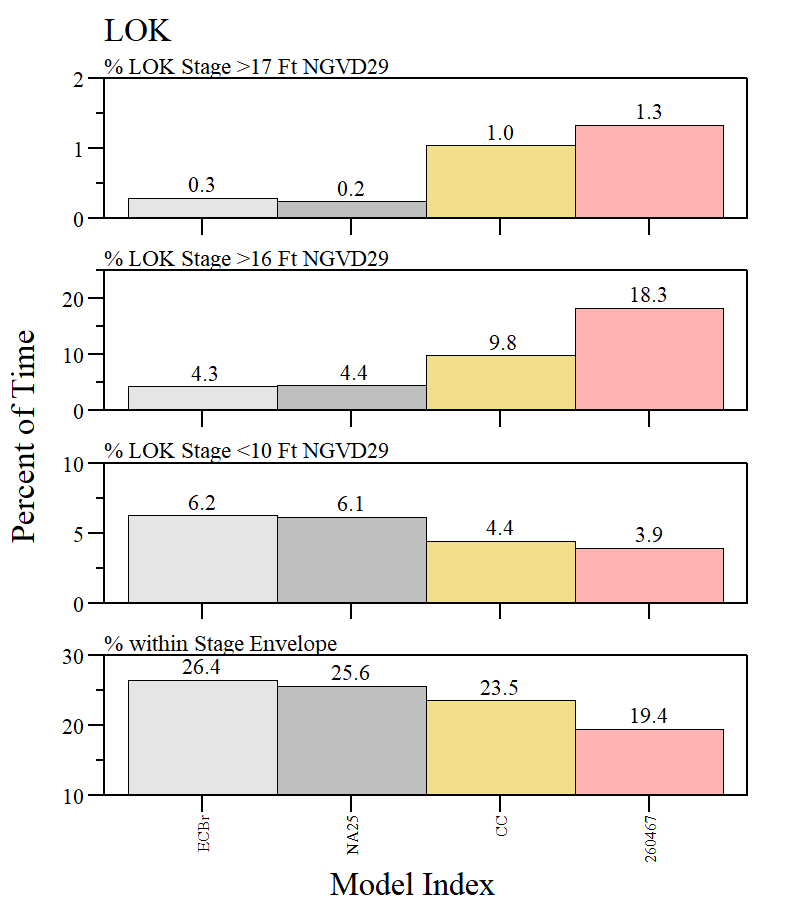 LOK
% LOK Stage >17 Ft NGVD29
2
1
0
0.3
0.2
1.0
1.3
% LOK Stage >16 Ft NGVD29
20
10
0
4.3
4.4
9.8
18.3
% LOK Stage <10 Ft NGVD29
10
5
0
6.2
6.1
4.4
3.9
% within Stage Envelope
30
20
10
26.4
25.6
23.5
19.4
Percent of Time
ECBr
NA25
CC
260467
Model Index